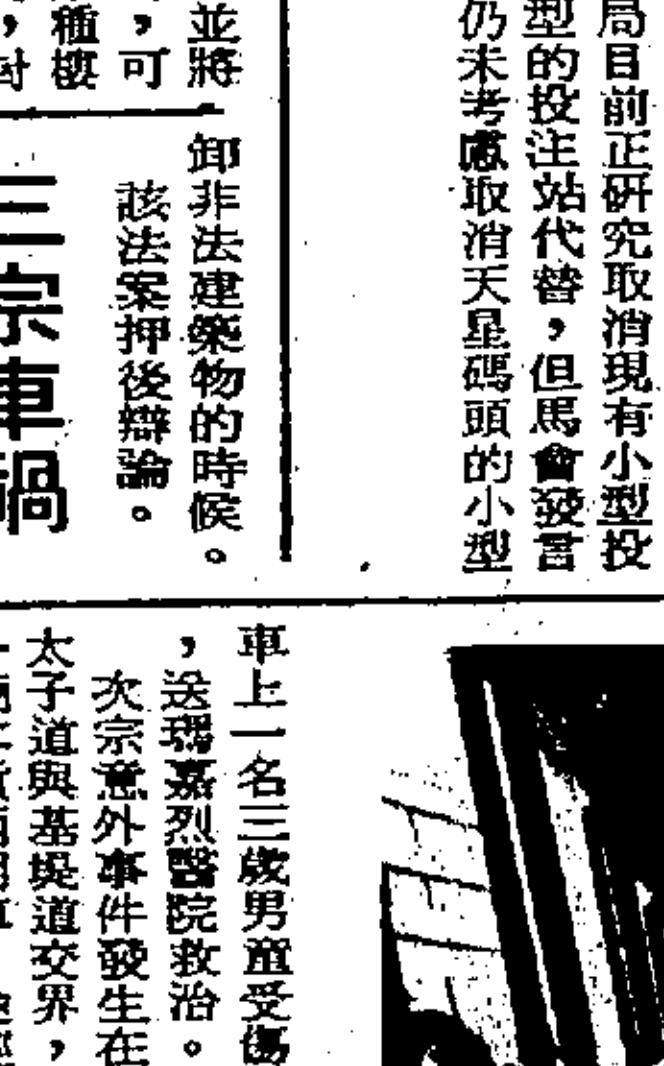 局目前正研究取消現有小型投
型的投注站代替，但馬會發言
仍未考慮取消天星碼頭的小型
並將
，可
種樓
卸非法建築物的時候。
該法案押後辯論。
三宗車禍
車上一名三歲男童受傷
，送瑪嘉烈醫院救治。
次宗意外事件發生在
太子道與基堤道交界，